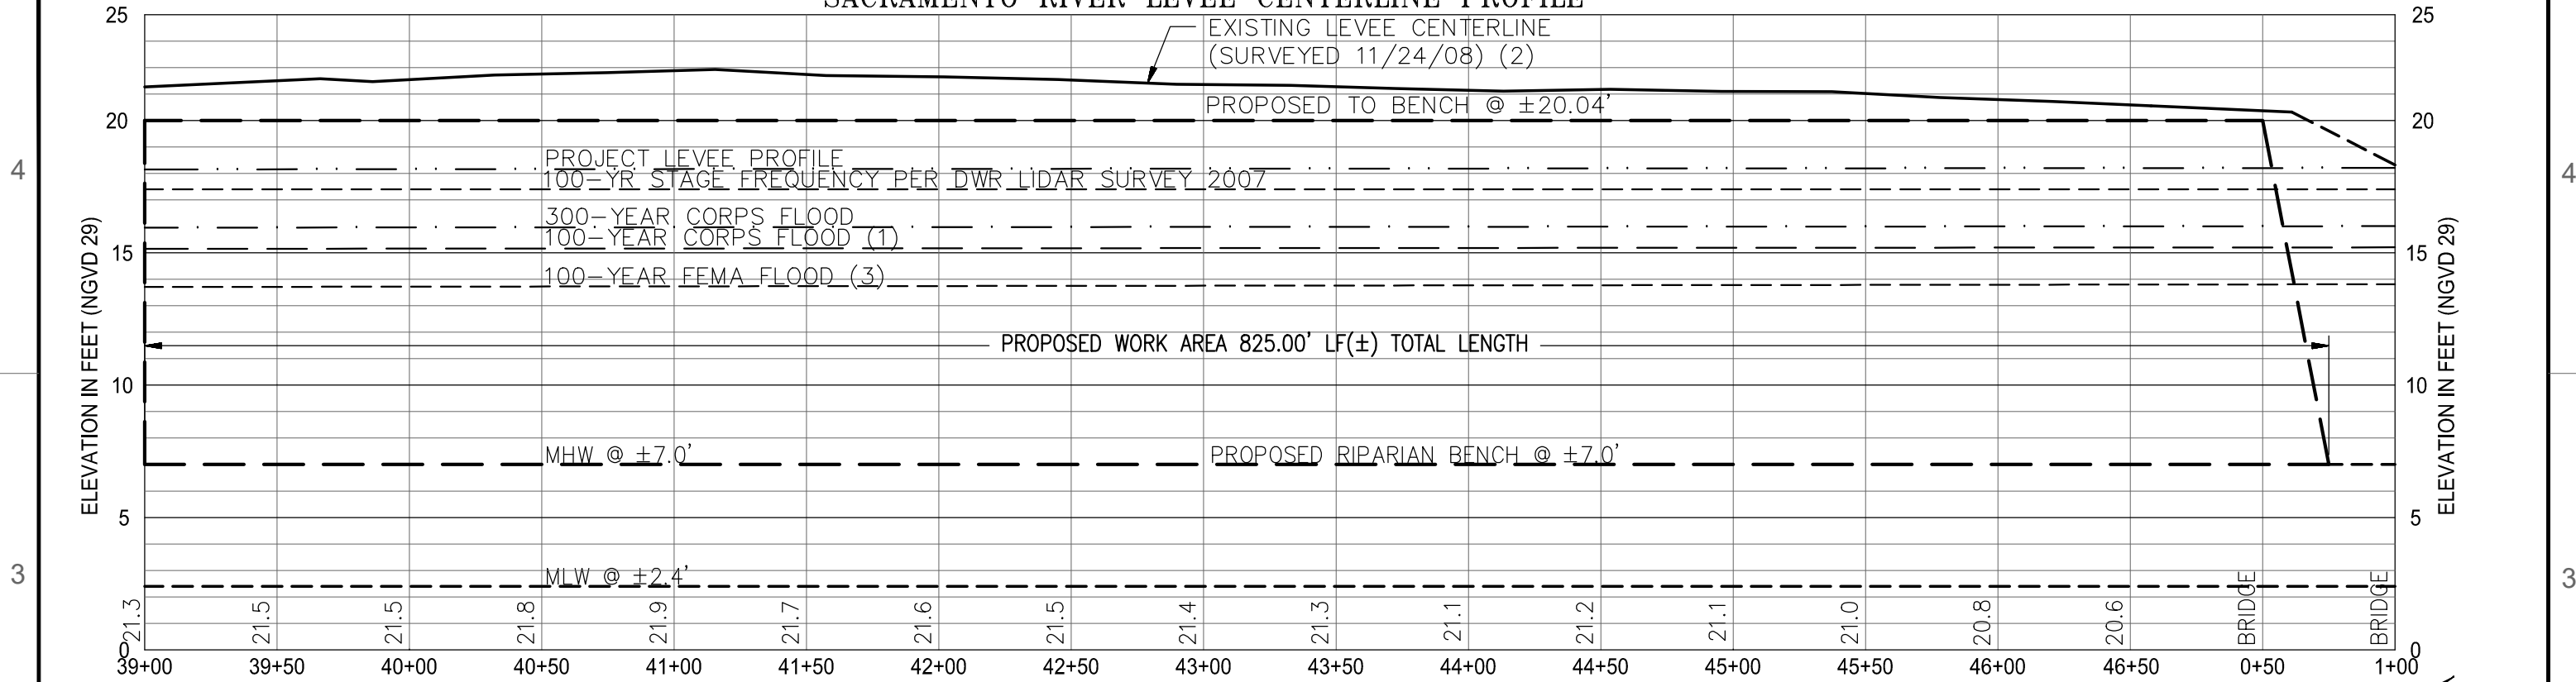 SACRAMENTO RIVER LEVEE CENTERLINE PROFILE
25
25
EXISTING LEVEE CENTERLINE
(SURVEYED 11/24/08) (2)
PROPOSED TO BENCH @ ±20.04'
20
20
PROJECT LEVEE PROFILE
4
4
100-YR STAGE FREQUENCY PER DWR LIDAR SURVEY 2007
300-YEAR CORPS FLOOD
100-YEAR CORPS FLOOD (1)
15
15
100-YEAR FEMA FLOOD (3)
ELEVATION IN FEET (NGVD 29)
ELEVATION IN FEET (NGVD 29)
PROPOSED WORK AREA 825.00' LF(±) TOTAL LENGTH
10
10
MHW @ ±7.0'
PROPOSED RIPARIAN BENCH @ ±7.0'
5
5
MLW @ ±2.4'
3
3
21.3
21.5
21.5
21.8
21.9
21.7
21.6
21.5
21.4
21.3
21.1
21.2
21.1
21.0
20.8
20.6
BRIDGE
BRIDGE
0
0
39+00
39+50
40+00
40+50
41+00
41+50
42+00
42+50
43+00
43+50
44+00
44+50
45+00
45+50
46+00
46+50
0+50
1+00